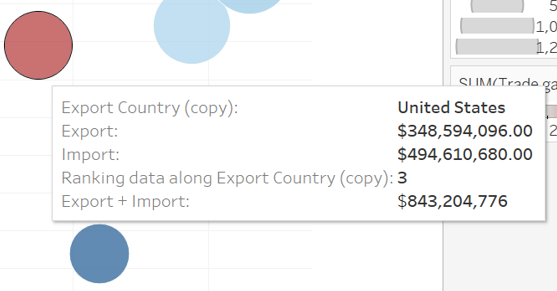 5
1,0
1,2
SUM(Trade ga
Export Country (copy): United States
Export: $348,594,096.00
Import: $494,610,680.00
2
Ranking data along Export Country (copy): 3
Export + Import: $843,204,776